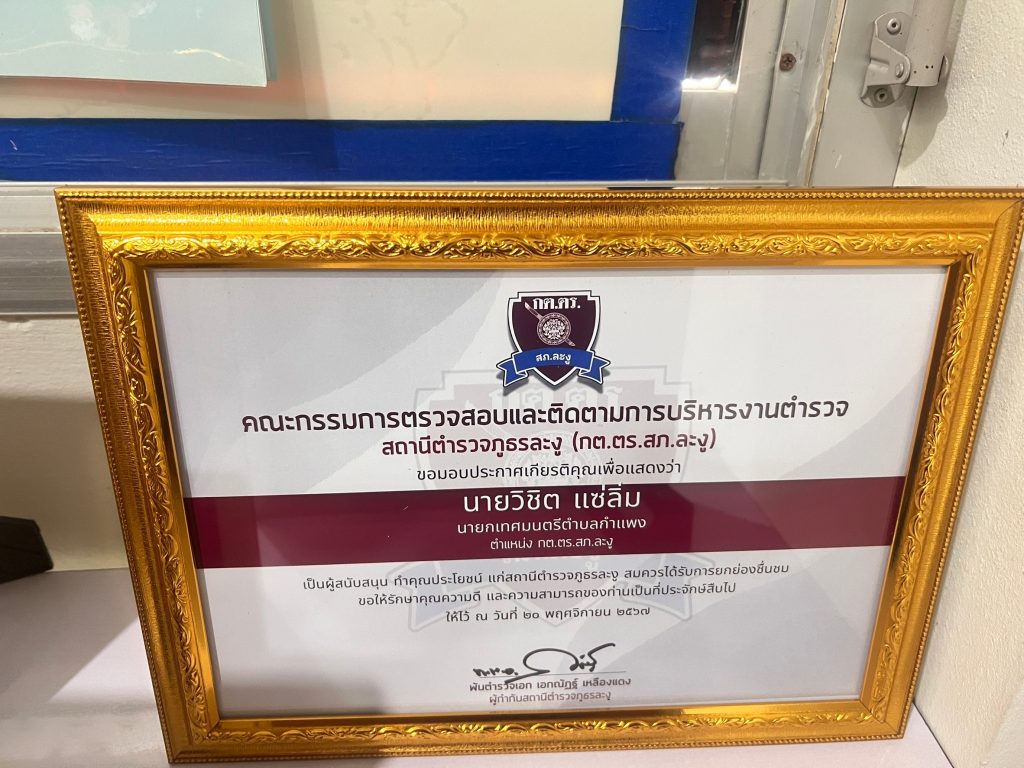 กต.ตร.
สภ.ละงู
คณะกรรมการตรวจสอบและติดตามการบริหารงานตำรวจ
สถานีตำรวจภูธรละงู (กต.ตร.สภ.ละงู)
ขอมอบประกาศเกียรติคุณเพื่อแสดงว่า
นายวิชิต แซ่ลิ่ม
นายกเทศมนตรีตำบลกำแพง
ตำแหน่ง กต.ตร.สภ.ละงู
เป็นผู้สนับสนุน ทำคุณประโยชน์ แก่สถานีตำรวจภูธรละงู สมควรได้รับการยกย่องชื่นชม
ขอให้รักษาคุณความดี และความสามารถของท่านเป็นที่ประจักษ์สืบไป
ให้ไว้ ณ วันที่ ๒๐ พฤศจิกายน ๒๕๖๗
พันตำรวจเอก เอกณัฏฐ์ เหลืองแดง
ผู้กำกับสถานีตำรวจภูธรละงู